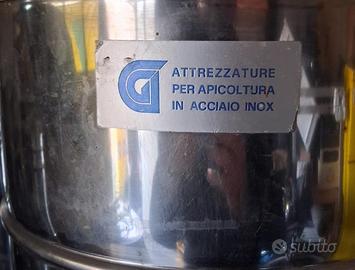 G ATTREZZATURE
PER APICOLTURA
IN ACCIAIO INOX
subito